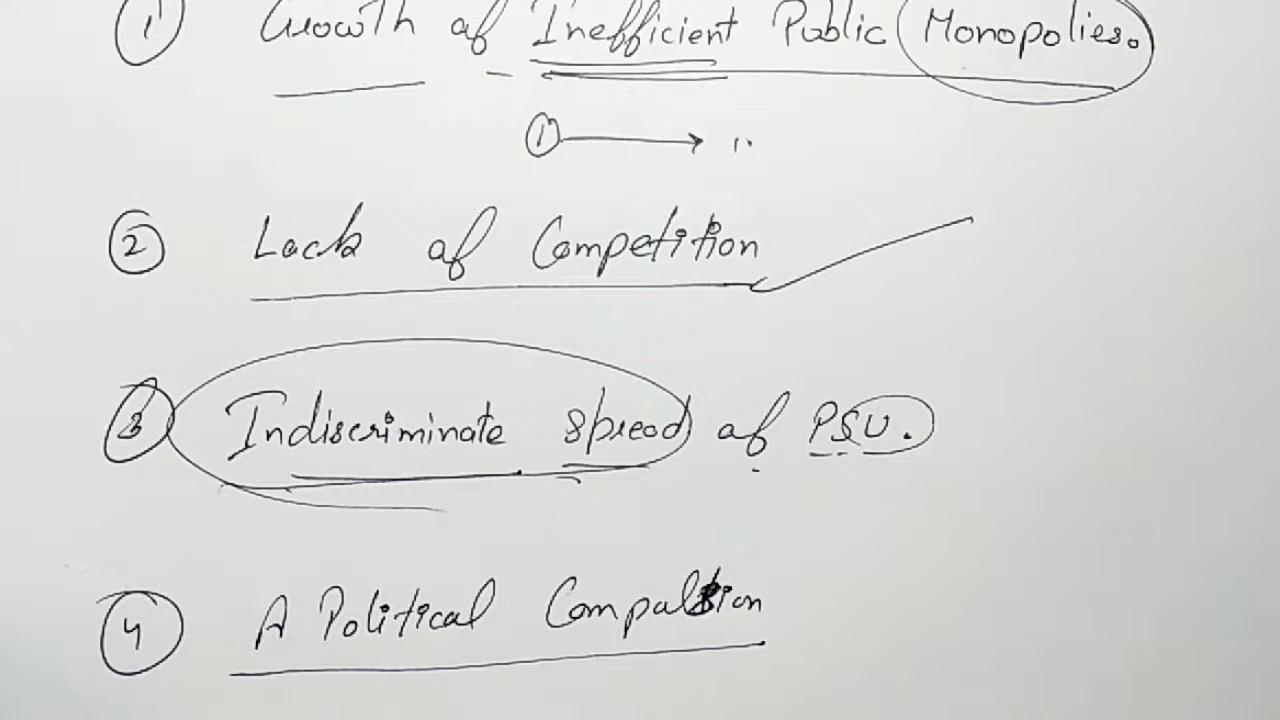 1 Growth of Inefficient Public Monopolies.
1 → 11
2 Lack of Competition
3 Indiscriminate spread of PSU.
4 A Political Compulsion